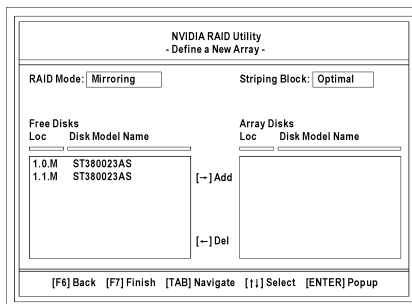 NVIDIA RAID Utility
- Define a New Array -
RAID Mode: Mirroring Striping Block: Optimal
Free Disks Array Disks
Loc Disk Model Name Loc Disk Model Name
1.0.M ST380023AS
1.1.M ST380023AS [→] Add
[←] Del
[F6] Back [F7] Finish [TAB] Navigate [↑↓] Select [ENTER] Popup